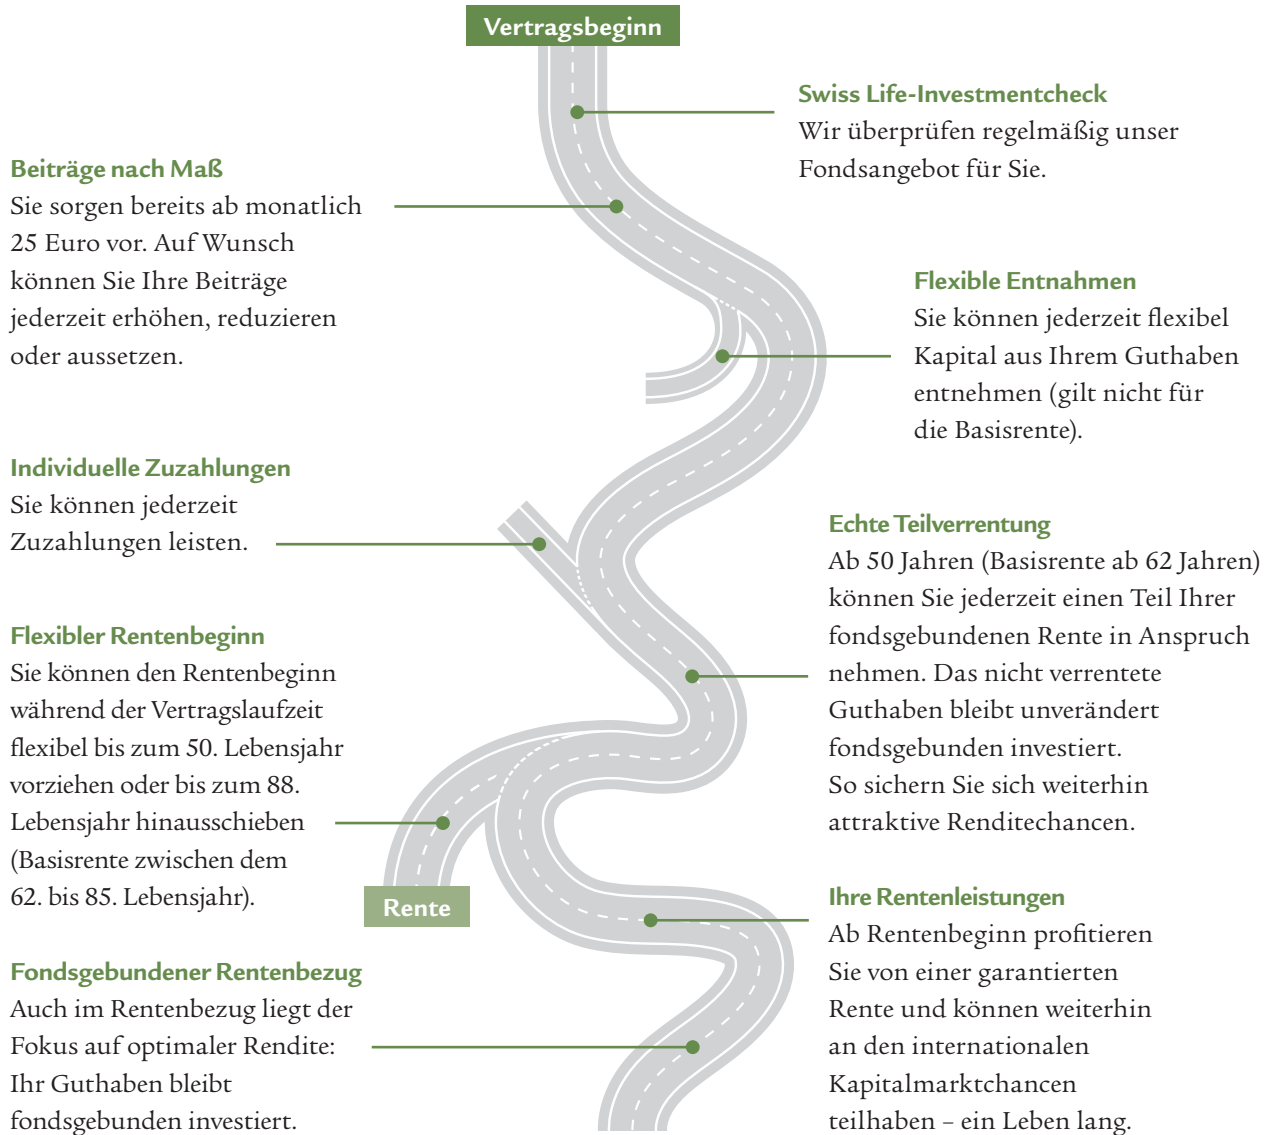 Vertragsbeginn
Swiss Life-Investmentcheck
Wir überprüfen regelmäßig unser
Fondsangebot für Sie.
Beiträge nach Maß
Sie sorgen bereits ab monatlich
25 Euro vor. Auf Wunsch
können Sie Ihre Beiträge
jederzeit erhöhen, reduzieren
oder aussetzen.
Flexible Entnahmen
Sie können jederzeit flexibel
Kapital aus Ihrem Guthaben
entnehmen (gilt nicht für
die Basisrente).
Individuelle Zuzahlungen
Sie können jederzeit
Zuzahlungen leisten.
Echte Teilverrentung
Ab 50 Jahren (Basisrente ab 62 Jahren)
können Sie jederzeit einen Teil Ihrer
fondsgebundenen Rente in Anspruch
nehmen. Das nicht verrentete
Guthaben bleibt unverändert
fondsgebunden investiert.
So sichern Sie sich weiterhin
attraktive Renditechancen.
Flexibler Rentenbeginn
Sie können den Rentenbeginn
während der Vertragslaufzeit
flexibel bis zum 50. Lebensjahr
vorziehen oder bis zum 88.
Lebensjahr hinausschieben
(Basisrente zwischen dem
62. bis 85. Lebensjahr).
Rente
Ihre Rentenleistungen
Ab Rentenbeginn profitieren
Sie von einer garantierten
Rente und können weiterhin
an den internationalen
Kapitalmarktchancen
teilhaben – ein Leben lang.
Fondsgebundener Rentenbezug
Auch im Rentenbezug liegt der
Fokus auf optimaler Rendite:
Ihr Guthaben bleibt
fondsgebunden investiert.